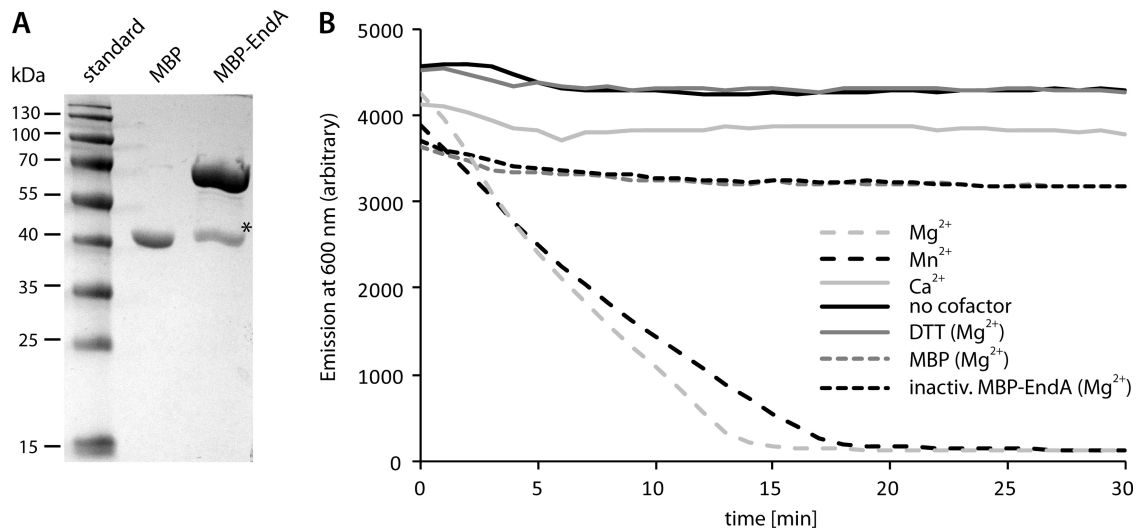 A
kDa
standard
MBP
MBP-EndA
130
100
70
55
40
35
25
15
*
B
Emission at 600 nm (arbitrary)
5000
4000
3000
2000
1000
0
0 5 10 15 20 25 30
time [min]
Mg²⁺
Mn²⁺
Ca²⁺
no cofactor
DTT (Mg²⁺)
MBP (Mg²⁺)
inactiv. MBP-EndA (Mg²⁺)